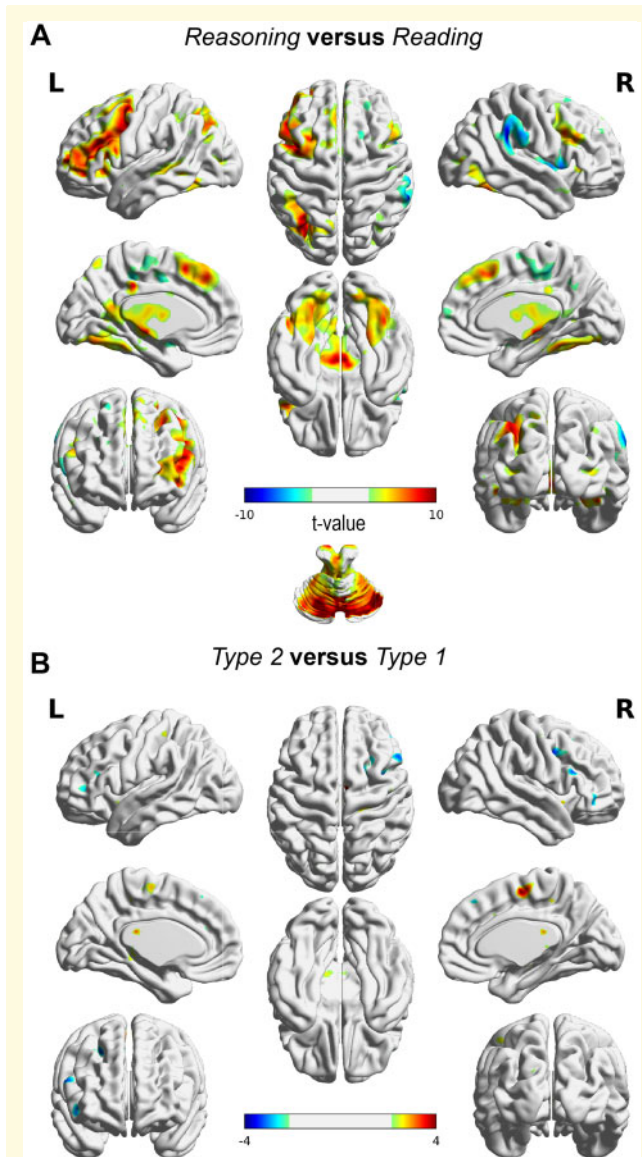 A
Reasoning versus Reading
L
R
-10
t-value
10
B
Type 2 versus Type 1
L
R
-4
4